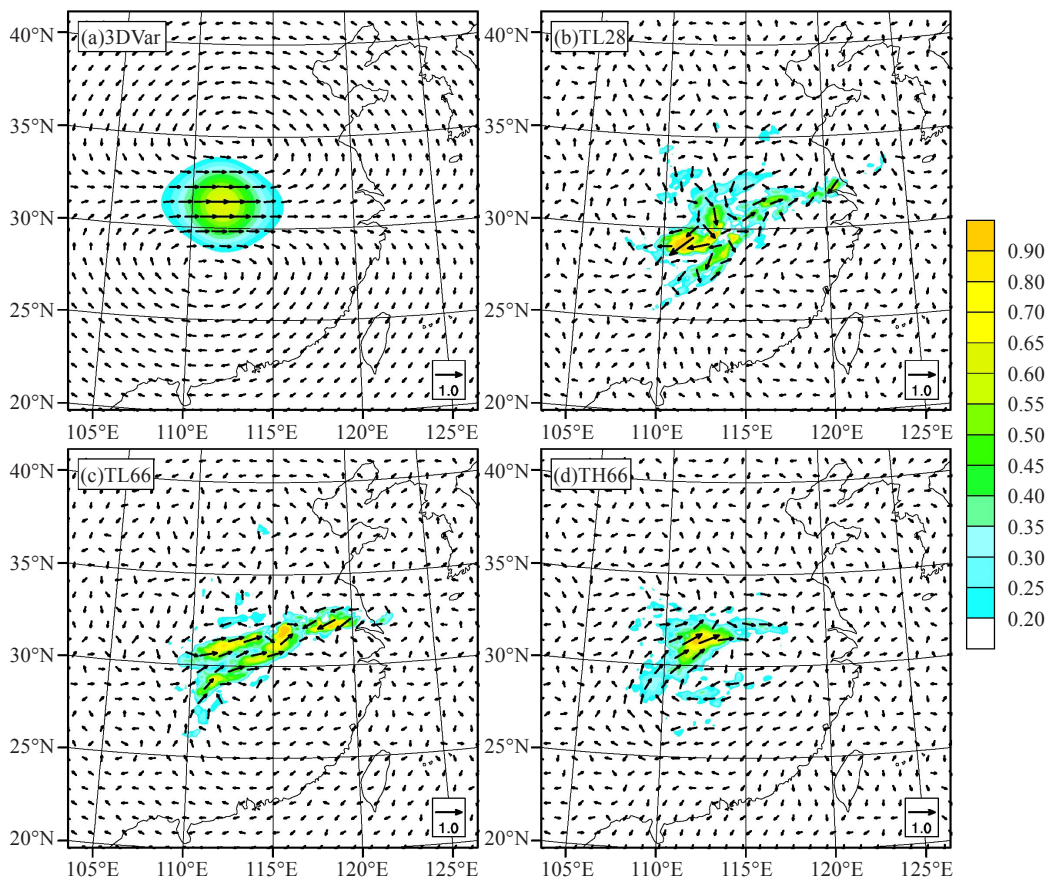 (a)3DVar
(b)TL28
40°N
35°N
30°N
25°N
20°N
1.0
105°E 110°E 115°E 120°E 125°E
40°N
35°N
30°N
25°N
20°N
1.0
105°E 110°E 115°E 120°E 125°E
(c)TL66
(d)TH66
40°N
35°N
30°N
25°N
20°N
1.0
105°E 110°E 115°E 120°E 125°E
40°N
35°N
30°N
25°N
20°N
1.0
105°E 110°E 115°E 120°E 125°E
0.90
0.80
0.70
0.65
0.60
0.55
0.50
0.45
0.40
0.35
0.30
0.25
0.20